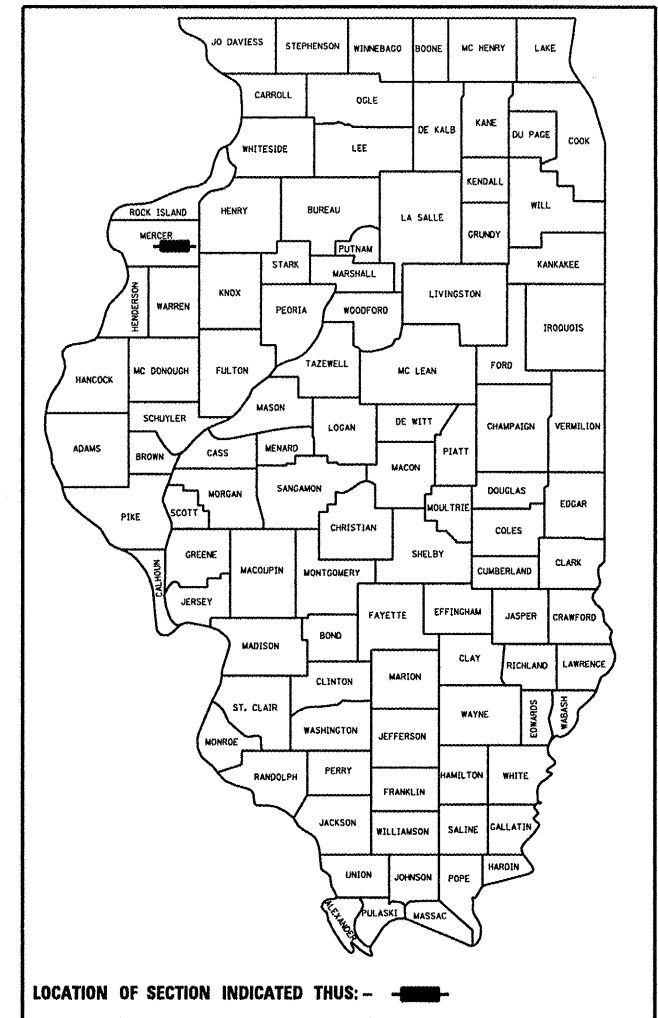 JO DAVIESS
STEPHENSON
WINNEBAGO
BOONE
MC HENRY
LAKE
CARROLL
OGLE
DE KALB
KANE
DU PAGE
COOK
WHITESIDE
LEE
KENDALL
WILL
ROCK ISLAND
HENRY
BUREAU
LA SALLE
GRUNDY
MERCER
PUTNAM
KANKAKEE
STARK
MARSHALL
HENDERSON
WARREN
KNOX
PEORIA
WOODFORD
LIVINGSTON
IROQUOIS
HANCOCK
MC DONOUGH
FULTON
TAZEWELL
MC LEAN
FORD
MASON
SCHUYLER
LOGAN
DE WITT
CHAMPAIGN
VERMILION
ADAMS
BROWN
CASS
MENARD
PIATT
MACON
PIKE
SCOTT
MORGAN
SANGAMON
CHRISTIAN
MOULTRIE
DOUGLAS
EDGAR
COLES
CALHOUN
GREENE
MACOUPIN
MONTGOMERY
SHELBY
CUMBERLAND
CLARK
JERSEY
FAYETTE
EFFINGHAM
JASPER
CRAWFORD
MADISON
BOND
CLAY
RICHLAND
LAWRENCE
CLINTON
MARION
ST. CLAIR
WAYNE
EDWARDS
WABASH
MONROE
WASHINGTON
JEFFERSON
RANDOLPH
PERRY
HAMILTON
WHITE
FRANKLIN
JACKSON
WILLIAMSON
SALINE
GALLATIN
UNION
JOHNSON
POPE
HARDIN
ALEXANDER
PULASKI
MASSAC
LOCATION OF SECTION INDICATED THUS: -